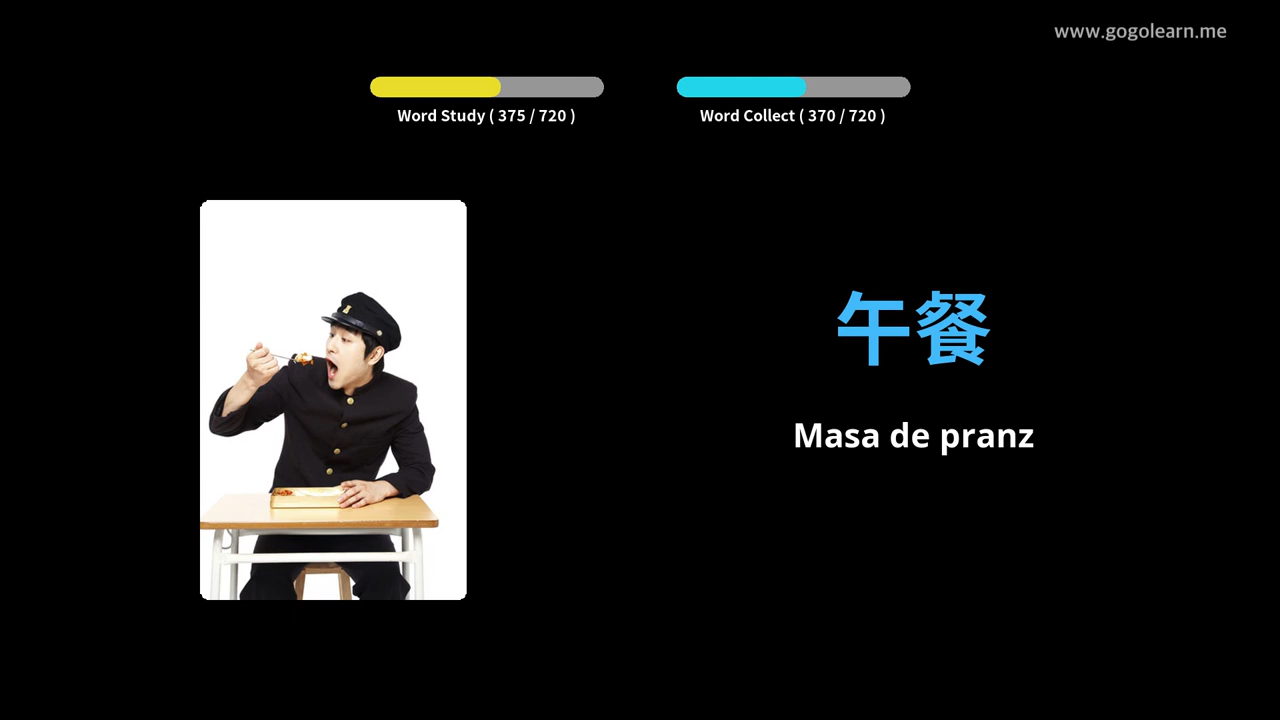 www.gogolearn.me
Word Study ( 375 / 720 )
Word Collect ( 370 / 720 )
午餐
Masa de pranz